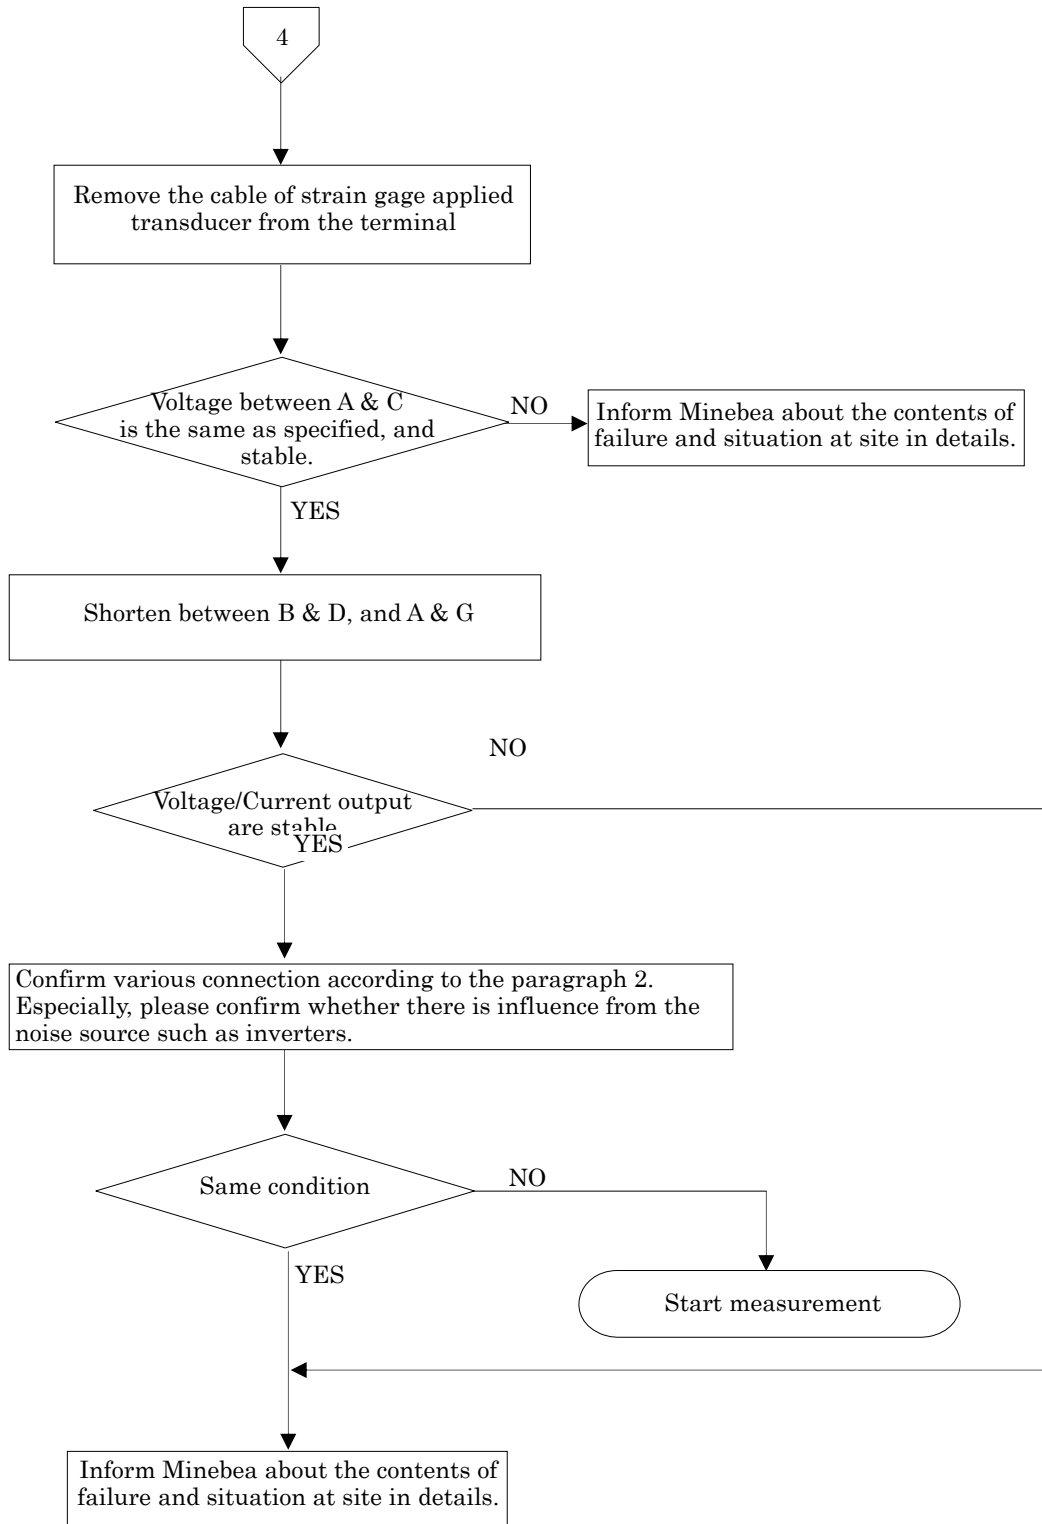 4
Remove the cable of strain gage applied
transducer from the terminal
Voltage between A & C
is the same as specified, and
stable.
NO
Inform Minebea about the contents of
failure and situation at site in details.
YES
Shorten between B & D, and A & G
NO
Voltage/Current output
are stable
YES
Confirm various connection according to the paragraph 2.
Especially, please confirm whether there is influence from the
noise source such as inverters.
Same condition
NO
YES
Start measurement
Inform Minebea about the contents of
failure and situation at site in details.